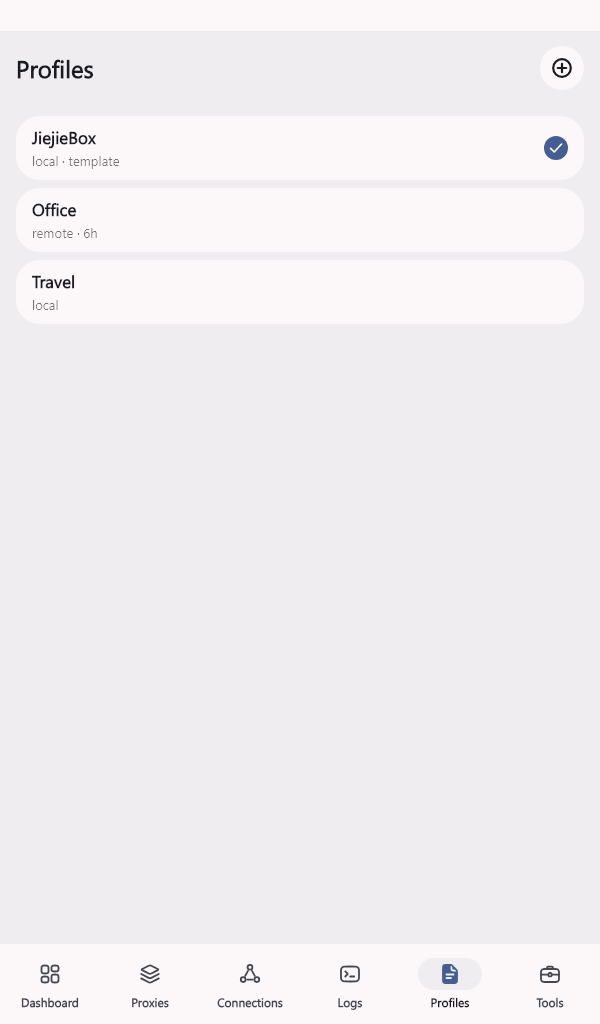 Profiles
JiejieBox
local · template
Office
remote · 6h
Travel
local
Dashboard
Proxies
Connections
Logs
Profiles
Tools